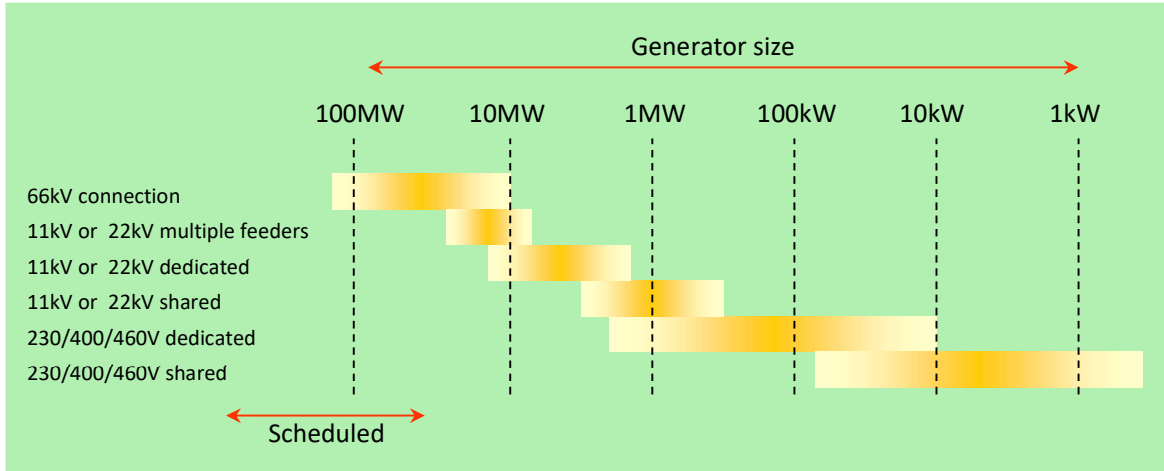 Generator size
100MW 10MW 1MW 100kW 10kW 1kW
66kV connection
11kV or 22kV multiple feeders
11kV or 22kV dedicated
11kV or 22kV shared
230/400/460V dedicated
230/400/460V shared
Scheduled